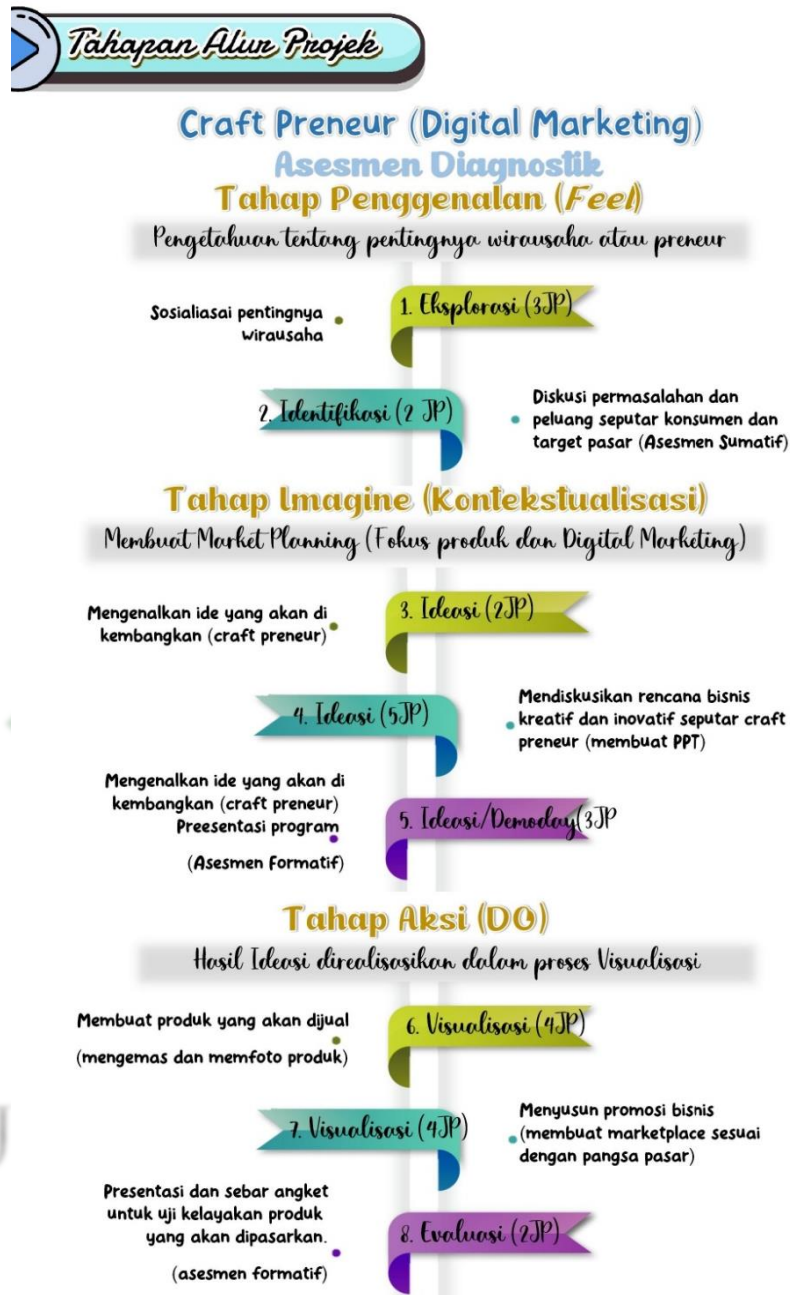 Tahapan Alur Projek
Craft Preneur (Digital Marketing)
Asesmen Diagnostik
Tahap Penggenalan (Feel)
Pengetahuan tentang pentingnya wirausaha atau preneur
1. Eksplorasi (3JP)
Sosialiasai pentingnya
wirausaha
2. Identifikasi (2 JP)
Diskusi permasalahan dan
peluang seputar konsumen dan
target pasar (Asesmen Sumatif)
Tahap Imagine (Kontekstualisasi)
Membuat Market Planning (Fokus produk dan Digital Marketing)
3. Ideasi (2JP)
Mengenalkan ide yang akan di
kembangkan (craft preneur)
4. Ideasi (5JP)
Mendiskusikan rencana bisnis
kreatif dan inovatif seputar craft
preneur (membuat PPT)
Mengenalkan ide yang akan di
kembangkan (craft preneur)
Preesentasi program
(Asesmen Formatif)
5. Ideasi/Demoday(3JP
Tahap Aksi (DO)
Hasil Ideasi direalisasikan dalam proses Visualisasi
Membuat produk yang akan dijual
(mengemas dan memfoto produk)
6. Visualisasi (4JP)
7. Visualisasi (4JP)
Menyusun promosi bisnis
(membuat marketplace sesuai
dengan pangsa pasar)
Presentasi dan sebar angket
untuk uji kelayakan produk
yang akan dipasarkan.
(asesmen formatif)
8. Evaluasi (2JP)